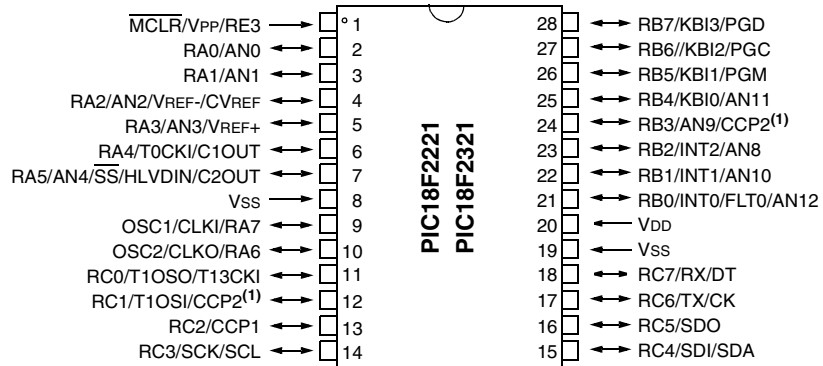 MCLR/VPP/RE3 1 28 RB7/KBI3/PGD
RA0/AN0 2 27 RB6//KBI2/PGC
RA1/AN1 3 26 RB5/KBI1/PGM
RA2/AN2/VREF-/CVREF 4 25 RB4/KBI0/AN11
RA3/AN3/VREF+ 5 24 RB3/AN9/CCP2(1)
RA4/T0CKI/C1OUT 6 23 RB2/INT2/AN8
RA5/AN4/SS/HLVDIN/C2OUT 7 22 RB1/INT1/AN10
VSS 8 21 RB0/INT0/FLT0/AN12
OSC1/CLKI/RA7 9 20 VDD
OSC2/CLKO/RA6 10 19 VSS
RC0/T1OSO/T13CKI 11 18 RC7/RX/DT
RC1/T1OSI/CCP2(1) 12 17 RC6/TX/CK
RC2/CCP1 13 16 RC5/SDO
RC3/SCK/SCL 14 15 RC4/SDI/SDA
PIC18F2221
PIC18F2321